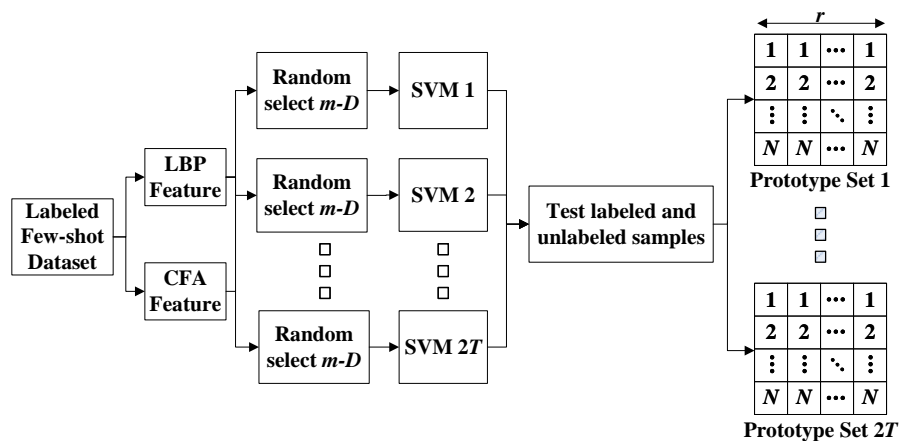 Labeled
Few-shot
Dataset
LBP
Feature
CFA
Feature
Random
select m-D
Random
select m-D
Random
select m-D
SVM 1
SVM 2
SVM 2T
Test labeled and
unlabeled samples
r
1 1 ⋯ 1
2 2 ⋯ 2
⋮ ⋮ ⋱ ⋮
N N ⋯ N
Prototype Set 1
1 1 ⋯ 1
2 2 ⋯ 2
⋮ ⋮ ⋱ ⋮
N N ⋯ N
Prototype Set 2T